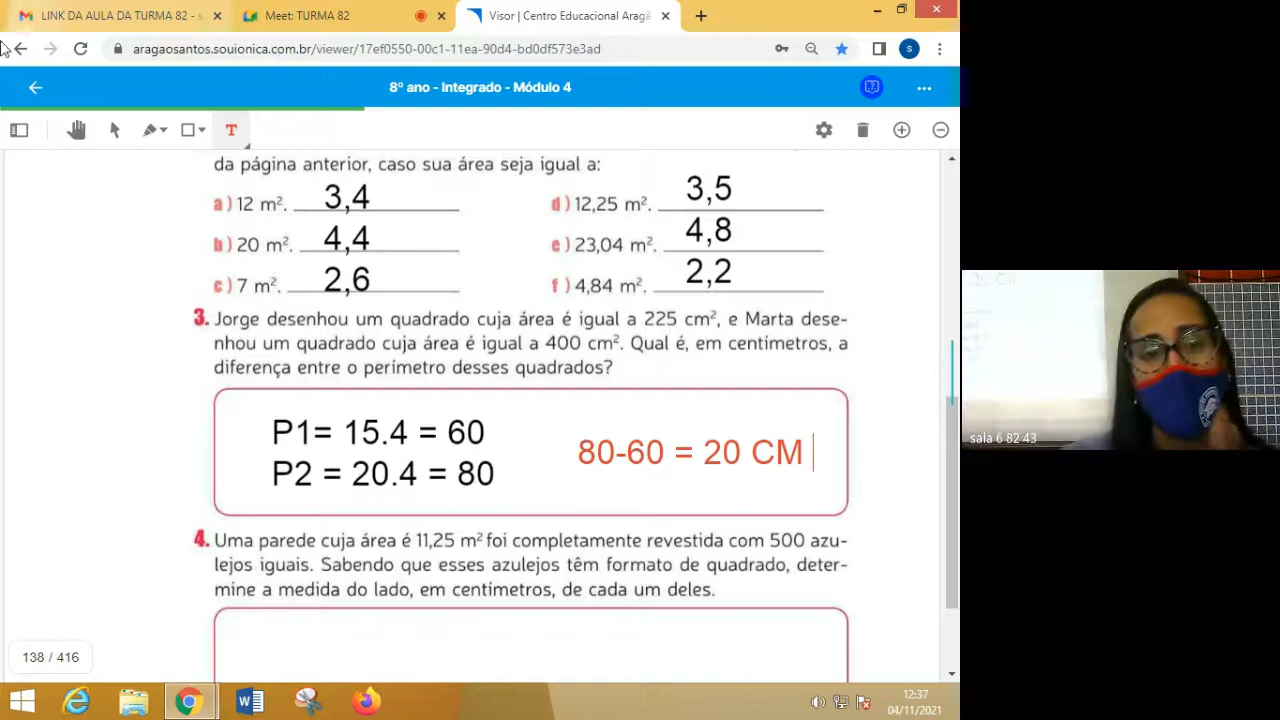 LINK DA AULA DA TURMA 82 - s
Meet: TURMA 82
Visor | Centro Educacional Aragã
aragaosantos.souionica.com.br/viewer/17ef0550-00c1-11ea-90d4-bd0df573e3ad
8º ano - Integrado - Módulo 4
T
da página anterior, caso sua área seja igual a:
a) 12 m². 3,4
d) 12,25 m². 3,5
b) 20 m². 4,4
e) 23,04 m². 4,8
c) 7 m². 2,6
f) 4,84 m². 2,2
3. Jorge desenhou um quadrado cuja área é igual a 225 cm², e Marta dese-
nhou um quadrado cuja área é igual a 400 cm². Qual é, em centímetros, a
diferença entre o perímetro desses quadrados?
P1= 15.4 = 60
P2 = 20.4 = 80
80-60 = 20 CM
4. Uma parede cuja área é 11,25 m² foi completamente revestida com 500 azu-
lejos iguais. Sabendo que esses azulejos têm formato de quadrado, deter-
mine a medida do lado, em centímetros, de cada um deles.
138 / 416
sala 6 82 43
12:37
04/11/2021